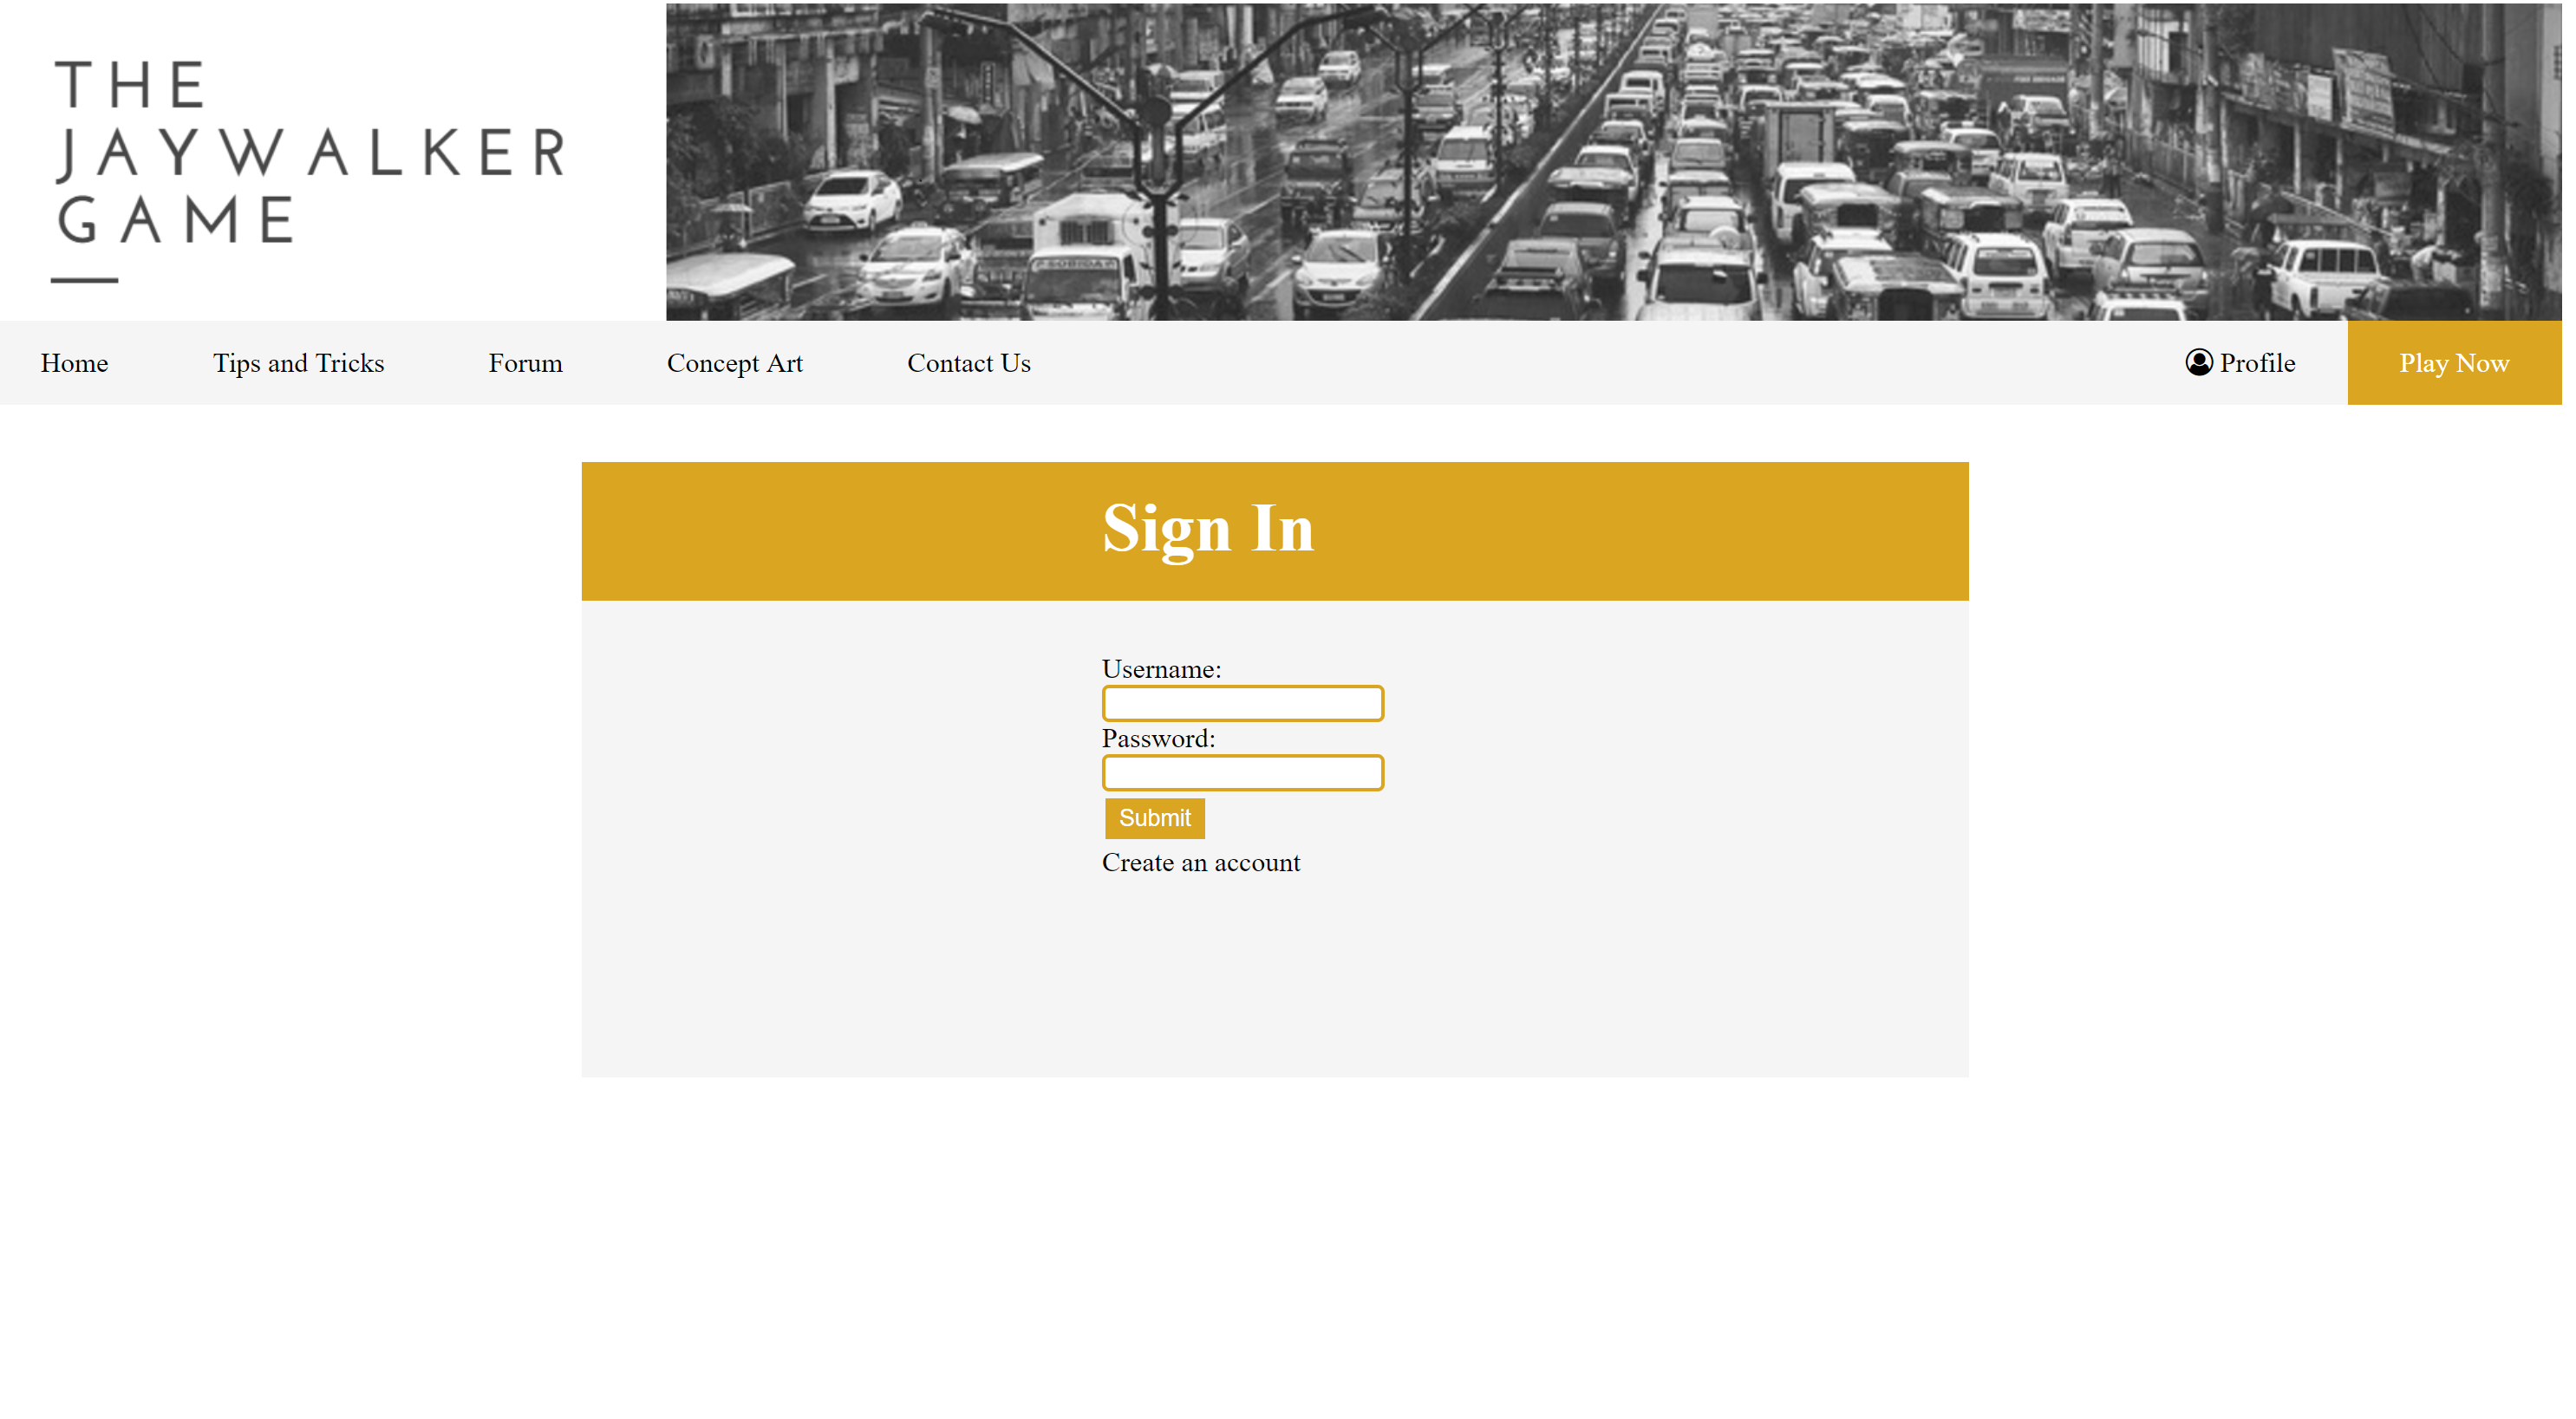 THE
JAYWALKER
GAME
Home
Tips and Tricks
Forum
Concept Art
Contact Us
Profile
Play Now
Sign In
Username:
Password:
Submit
Create an account